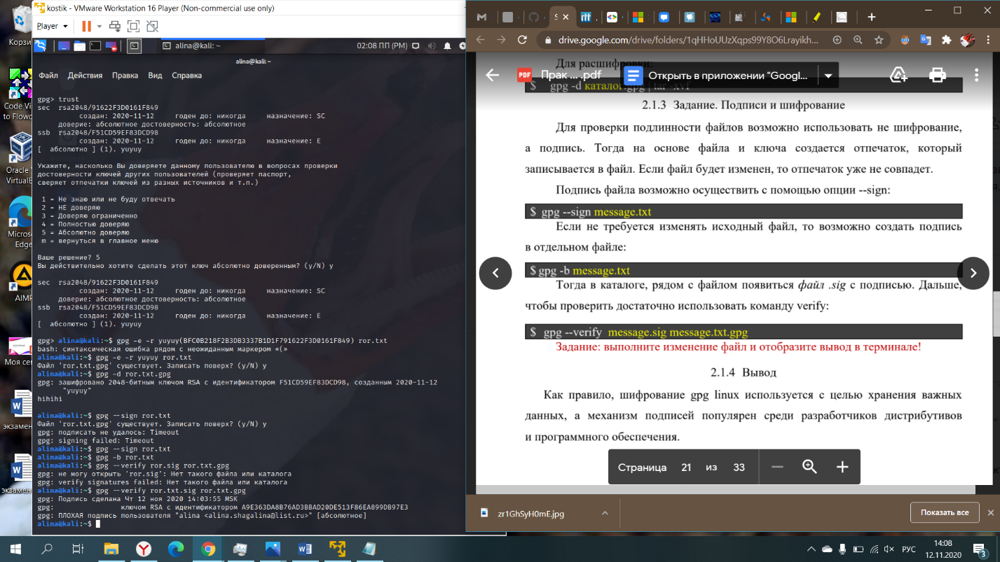 Корзи
Code Vi
to Flowc
Oracle V
VirtualB
Micros
Edge
AIMP
Моя сем
экзамен
экзамен
kostik - VMware Workstation 16 Player (Non-commercial use only)
Player
alina@kali: ~
02:08 ПП (PM)
alina@kali: ~
Файл Действия Правка Вид Справка
gpg> trust
sec rsa2048/91622F3D0161F849
создан: 2020-11-12 годен до: никогда назначение: SC
доверие: абсолютное достоверность: абсолютное
ssb rsa2048/F51CD59EF83DCD98
создан: 2020-11-12 годен до: никогда назначение: E
[ абсолютно ] (1). yuyuy
Укажите, насколько Вы доверяете данному пользователю в вопросах проверки
достоверности ключей других пользователей (проверяет паспорт,
сверяет отпечатки ключей из разных источников и т.п.)
1 = Не знаю или не буду отвечать
2 = НЕ доверяю
3 = Доверяю ограниченно
4 = Полностью доверяю
5 = Абсолютно доверяю
m = вернуться в главное меню
Ваше решение? 5
Вы действительно хотите сделать этот ключ абсолютно доверенным? (y/N) y
sec rsa2048/91622F3D0161F849
создан: 2020-11-12 годен до: никогда назначение: SC
доверие: абсолютное достоверность: абсолютное
ssb rsa2048/F51CD59EF83DCD98
создан: 2020-11-12 годен до: никогда назначение: E
[ абсолютно ] (1). yuyuy
gpg> alina@kali:~$ gpg -e -r yuyuy(BFC0B218F2B3DB3337B1D1F791622F3D0161F849) ror.txt
bash: синтаксическая ошибка рядом с неожиданным маркером «(»
alina@kali:~$ gpg -e -r yuyuy ror.txt
Файл 'ror.txt.gpg' существует. Записать поверх? (y/N) y
alina@kali:~$ gpg -d ror.txt.gpg
gpg: зашифровано 2048-битным ключом RSA с идентификатором F51CD59EF83DCD98, созданным 2020-11-12
"yuyuy"
hihihi
alina@kali:~$ gpg --sign ror.txt
Файл 'ror.txt.gpg' существует. Записать поверх? (y/N) y
gpg: подписать не удалось: Timeout
gpg: signing failed: Timeout
alina@kali:~$ gpg --sign ror.txt
alina@kali:~$ gpg -b ror.txt
alina@kali:~$ gpg --verify ror.sig ror.txt.gpg
gpg: не могу открыть 'ror.sig': Нет такого файла или каталога
gpg: verify signatures failed: Нет такого файла или каталога
alina@kali:~$ gpg --verify ror.txt.sig ror.txt.gpg
gpg: Подпись сделана Чт 12 ноя 2020 14:03:55 MSK
gpg: ключом RSA с идентификатором A9E363DA8B76AD3BBAD20DE513F86EA899DB97E3
gpg: ПЛОХАЯ подпись пользователя "alina <alina.shagalina@list.ru>" [абсолютное]
alina@kali:~$
drive.google.com/drive/folders/1qHHoUUzXqps99Y8O6Lrayikh...
Для расшифровки:
PDF Прак ... .pdf
Открыть в приложении "Googl...
$ gpg -d каталог.gpg | tar -xvf
2.1.3 Задание. Подписи и шифрование
Для проверки подлинности файлов возможно использовать не шифрование,
а подпись. Тогда на основе файла и ключа создается отпечаток, который
записывается в файл. Если файл будет изменен, то отпечаток уже не совпадет.
Подпись файла возможно осуществить с помощью опции --sign:
$ gpg --sign message.txt
Если не требуется изменять исходный файл, то возможно создать подпись
в отдельном файле:
$ gpg -b message.txt
Тогда в каталоге, рядом с файлом появиться файл .sig с подписью. Дальше,
чтобы проверить достаточно использовать команду verify:
$ gpg --verify message.sig message.txt.gpg
Задание: выполните изменение файл и отобразите вывод в терминале!
2.1.4 Вывод
Как правило, шифрование gpg linux используется с целью хранения важных
данных, а механизм подписей популярен среди разработчиков дистрибутивов
и программного обеспечения.
Страница 21 из 33
zr1GhSyH0mE.jpg
Показать все
РУС
14:08
12.11.2020
3